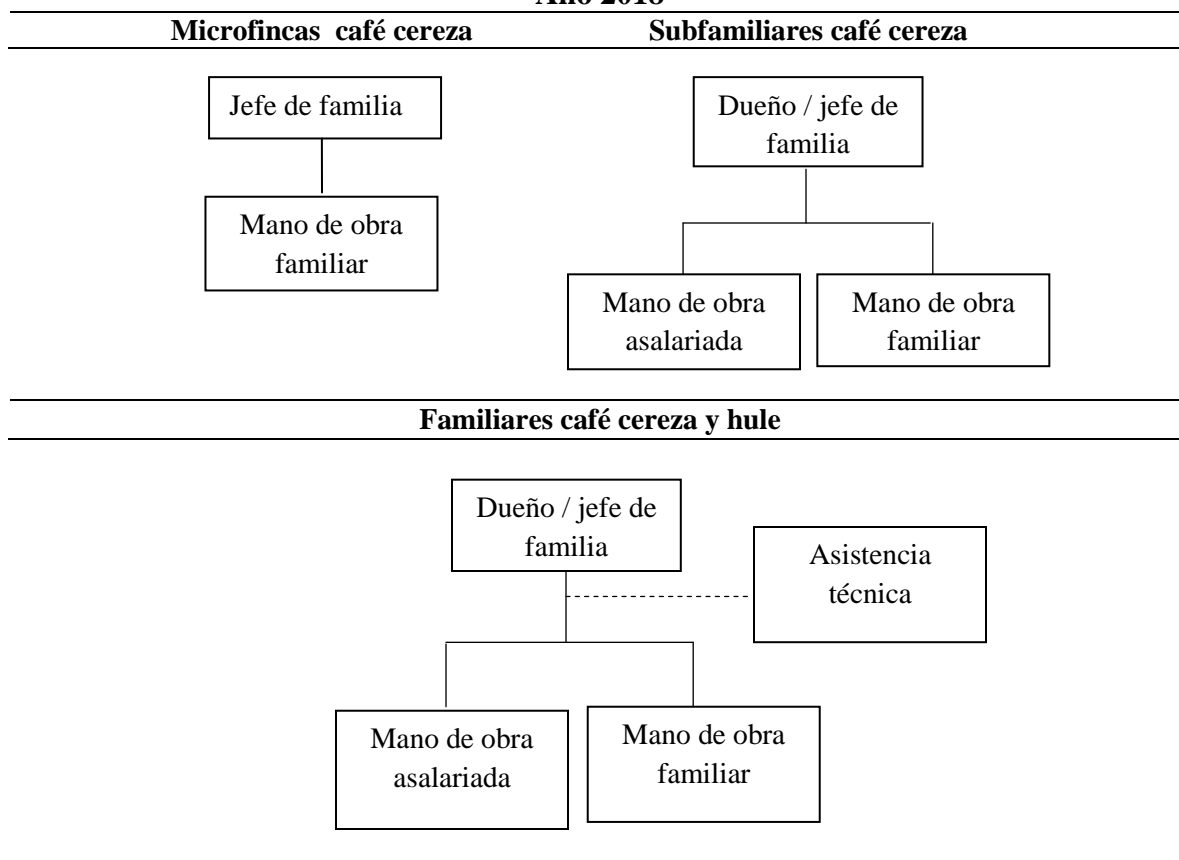 Año 2018
Microfincas café cereza
Subfamiliares café cereza
Jefe de familia
Mano de obra
familiar
Dueño / jefe de
familia
Mano de obra
asalariada
Mano de obra
familiar
Familiares café cereza y hule
Dueño / jefe de
familia
Asistencia
técnica
Mano de obra
asalariada
Mano de obra
familiar